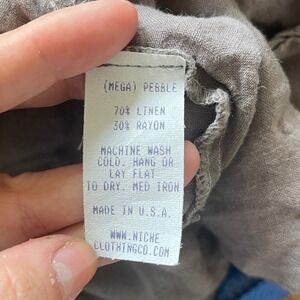 (MEGA) PEBBLE
70% LINEN
30% RAYON
MACHINE WASH
COLD. HANG OR
LAY FLAT
TO DRY. MED IRON
MADE IN U.S.A.
WWW.NICHE
CLOTHINGCO.COM